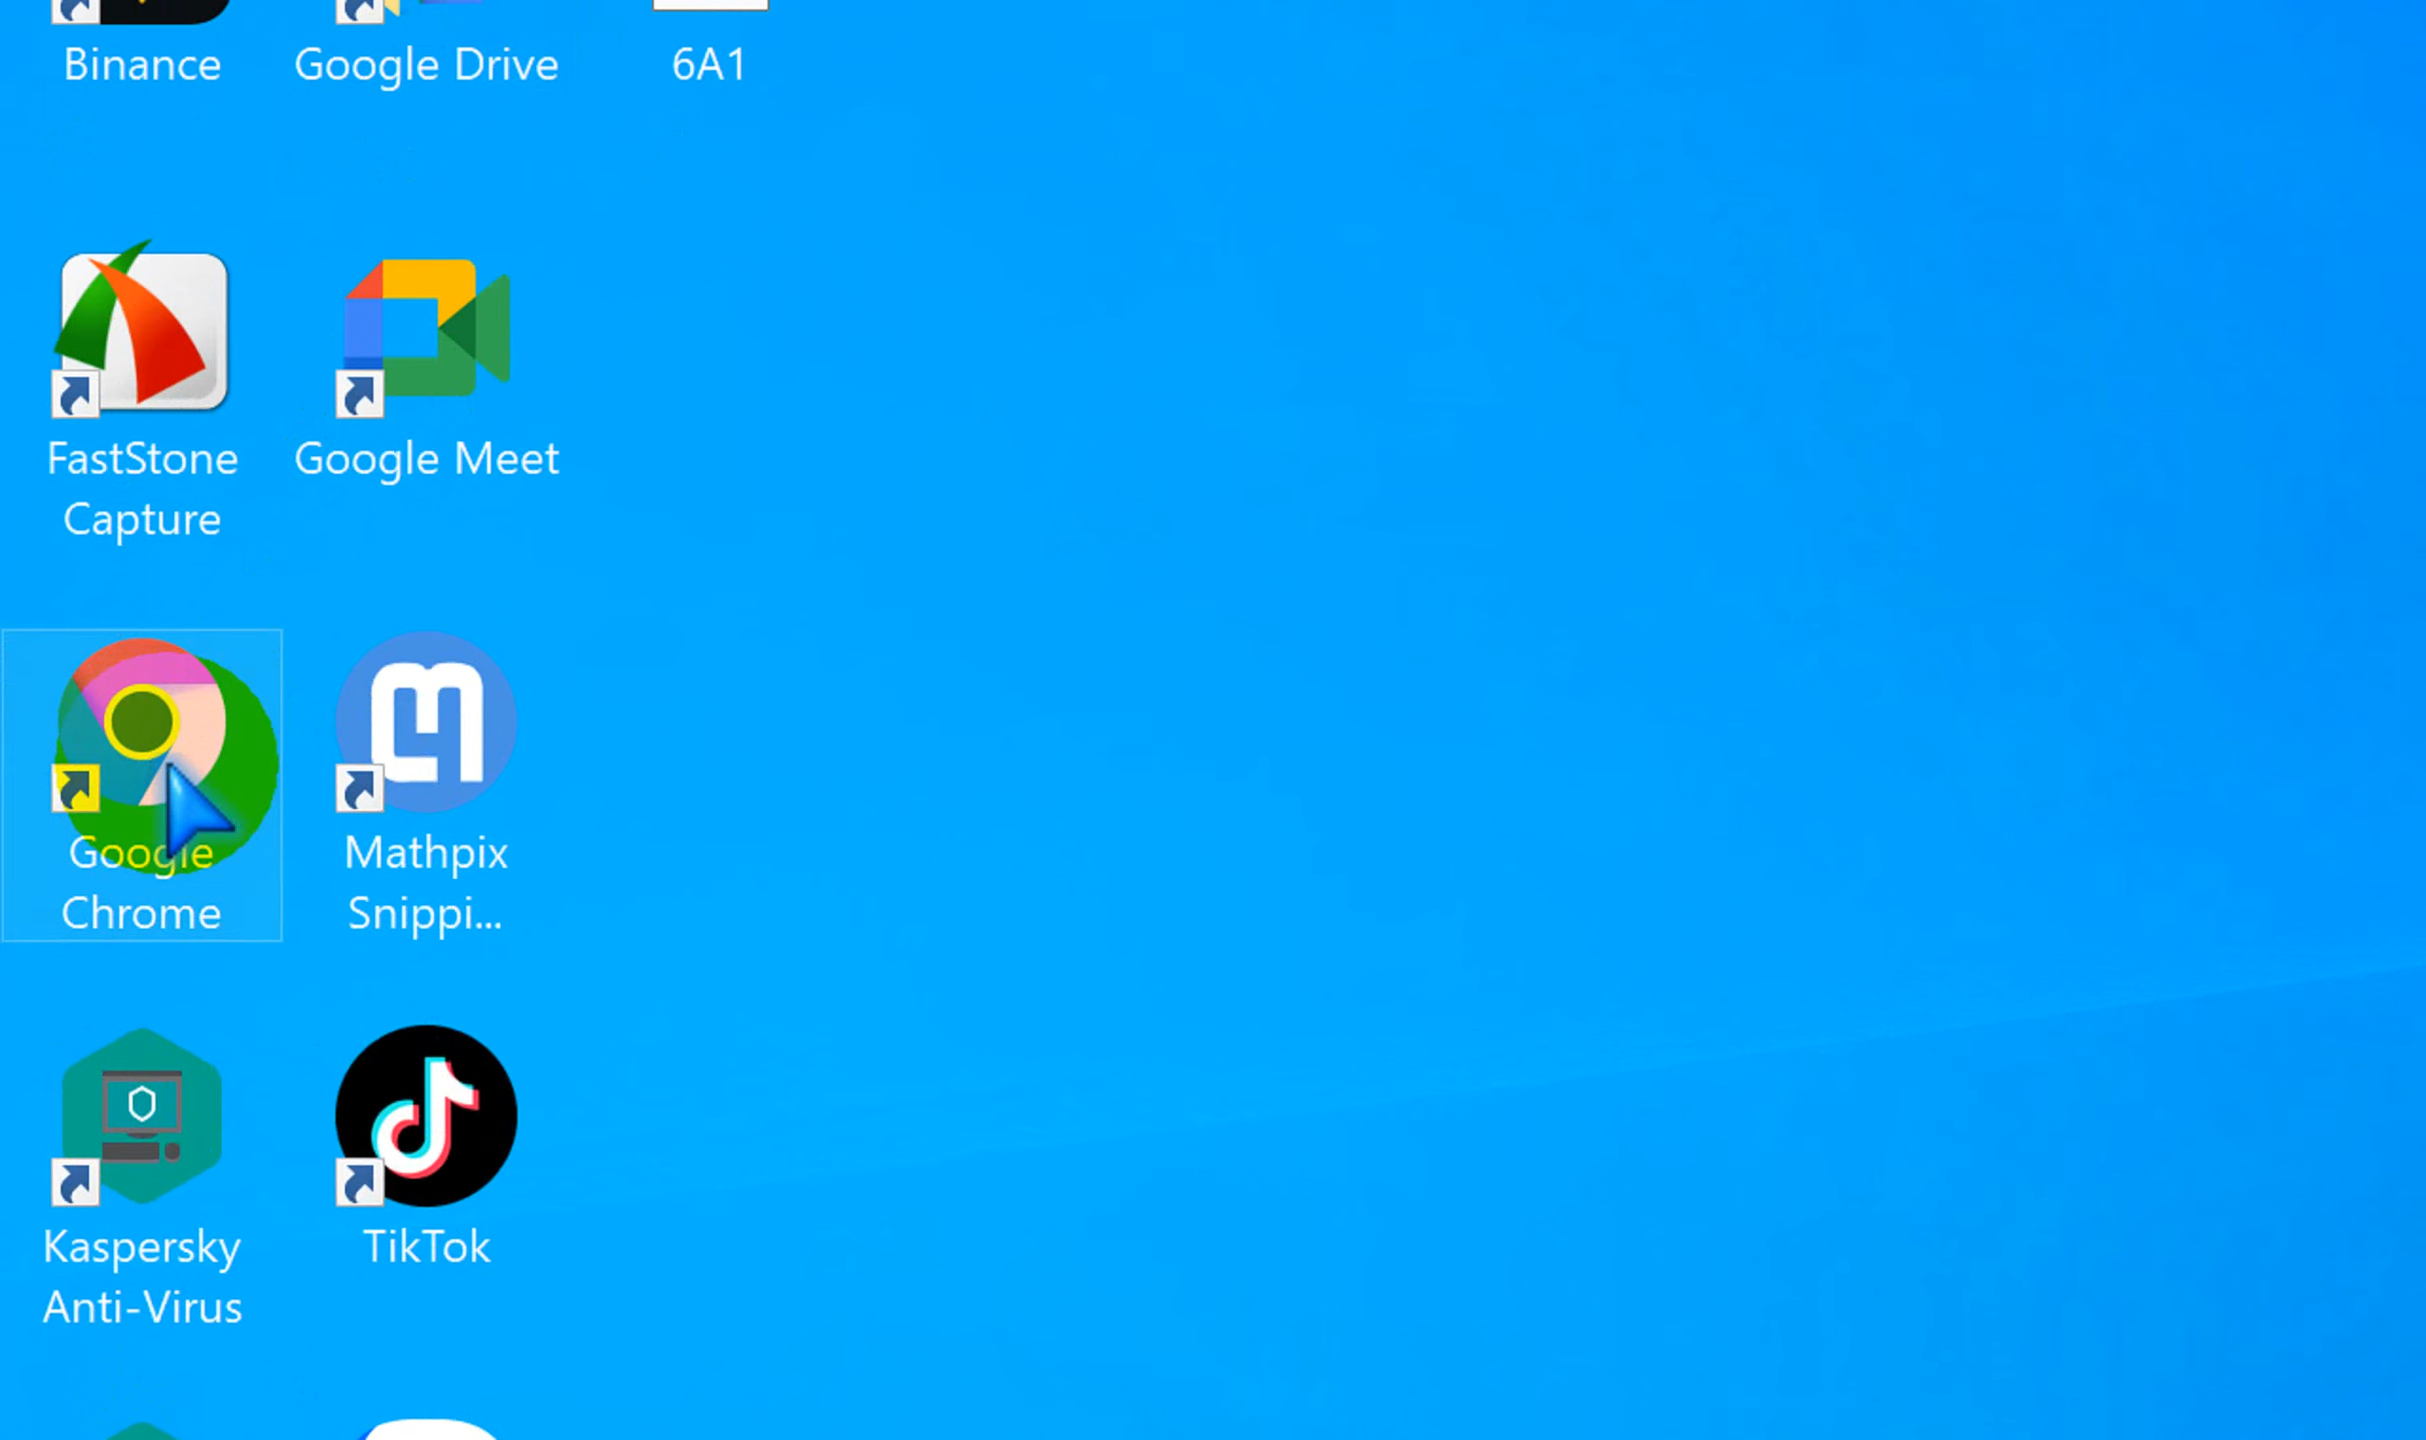 Binance
Google Drive
6A1
FastStone
Capture
Google Meet
Google
Chrome
Mathpix
Snippi...
Kaspersky
Anti-Virus
TikTok